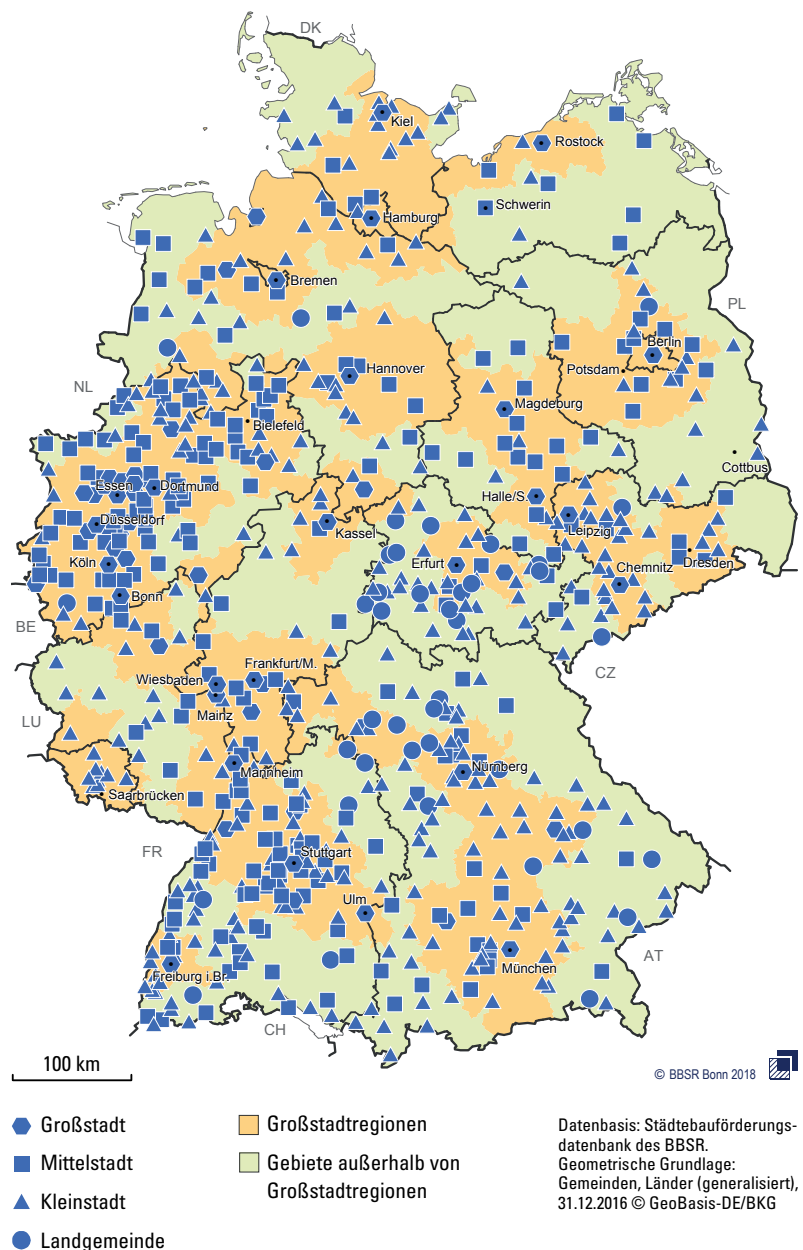 DK
Kiel
Rostock
Schwerin
Hamburg
Bremen
PL
Berlin
Hannover
Potsdam
NL
Magdeburg
Bielefeld
Cottbus
Essen
Dortmund
Halle/S.
Düsseldorf
Leipzig
Kassel
Köln
Erfurt
Dresden
Chemnitz
Bonn
BE
CZ
Frankfurt/M.
Wiesbaden
LU
Mainz
Mannheim
Nürnberg
Saarbrücken
FR
Stuttgart
Ulm
AT
München
Freiburg i.Br.
CH
100 km
© BBSR Bonn 2018
Großstadt
Mittelstadt
Kleinstadt
Landgemeinde
Großstadtregionen
Gebiete außerhalb von
Großstadtregionen
Datenbasis: Städtebauförderungs-
datenbank des BBSR.
Geometrische Grundlage:
Gemeinden, Länder (generalisiert),
31.12.2016 © GeoBasis-DE/BKG